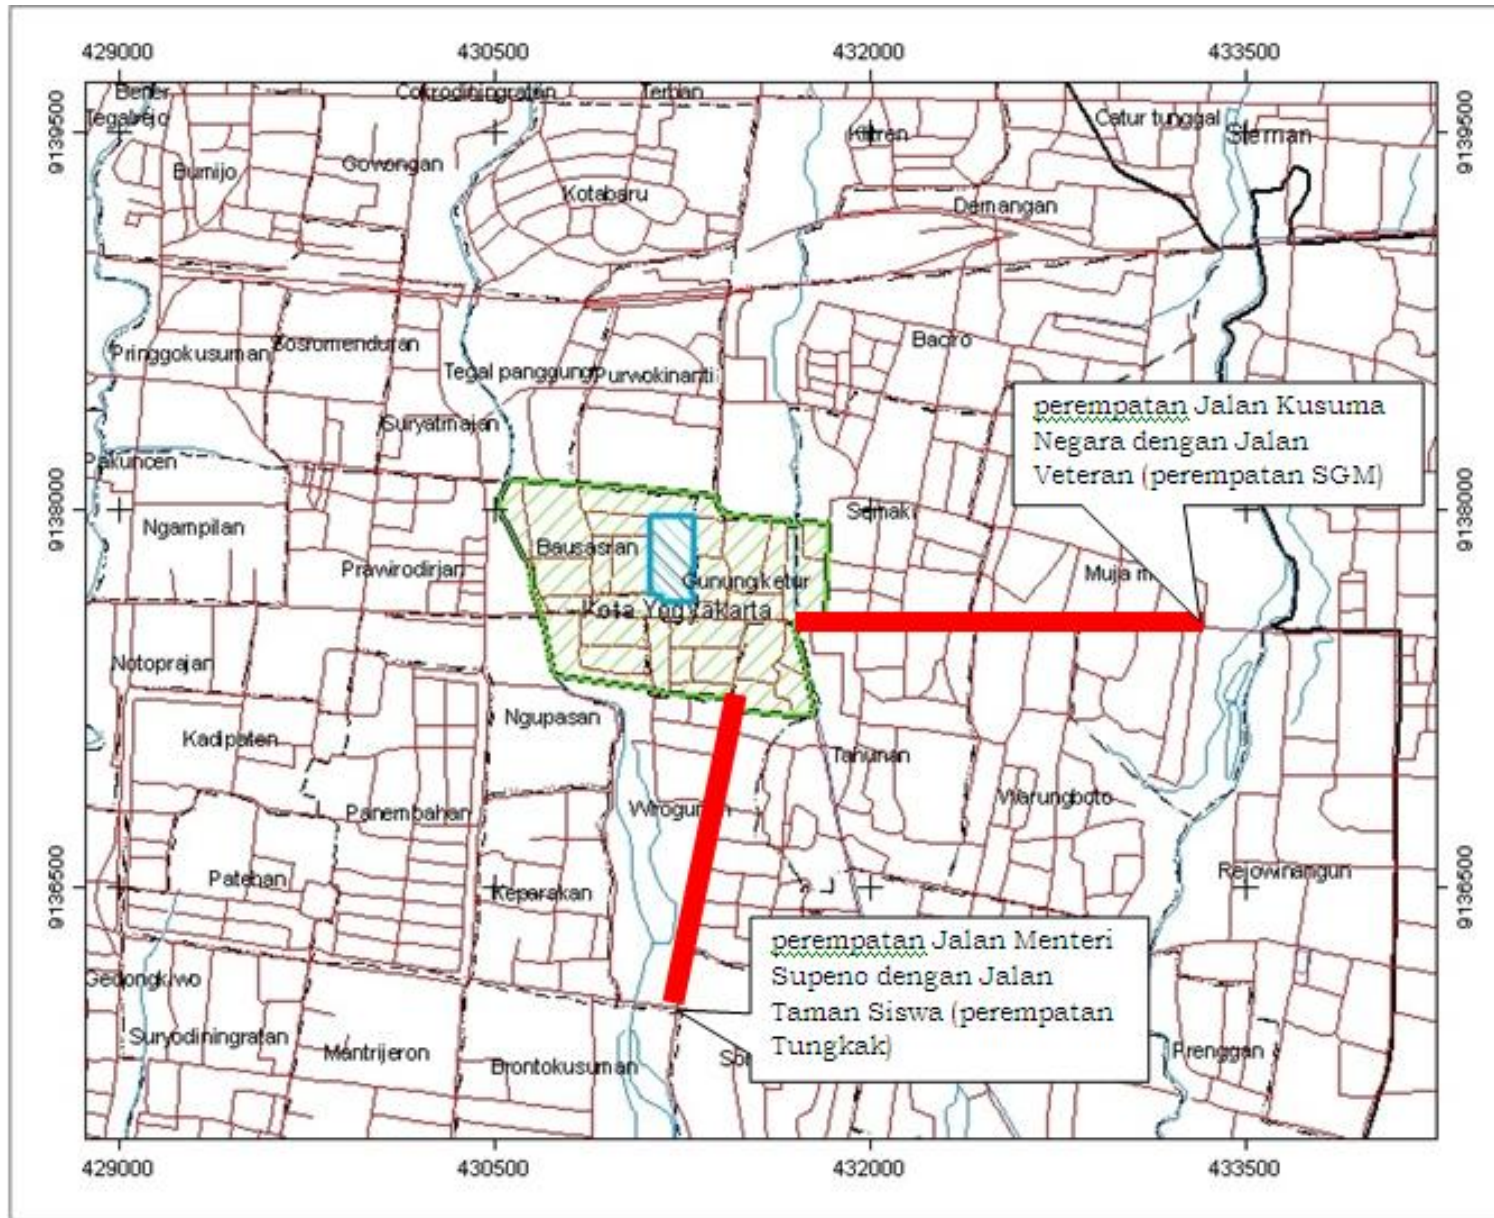 429000 430500 432000 433500
Bener Cokrodiningratan Terban
Tegalrejo Catur tunggal
9139500 Klitren Sleman 9139500
Bumijo Gowongan
Kotabaru
Demangan
Pringgokusuman Sosromenduran Baciro
Tegal panggung Purwokinanti
Suryatmajan
perempatan Jalan Kusuma
Negara dengan Jalan
Veteran (perempatan SGM)
Pakuncen
9138000 Semaki 9138000
Ngampilan
Bausasran
Prawirodirjan Gunungketur Muja m
Kota Yogyakarta
Notoprajan
Ngupasan
Kadipaten Tahunan
Panembahan Wirogunan Warungboto
Patehan Rejowinangun
9136500 Keparakan 9136500
perempatan Jalan Menteri
Supeno dengan Jalan
Taman Siswa (perempatan
Tungkak)
Gedongkiwo
Suryodiningratan
Mantrijeron Prenggan
Brontokusuman
429000 430500 432000 433500